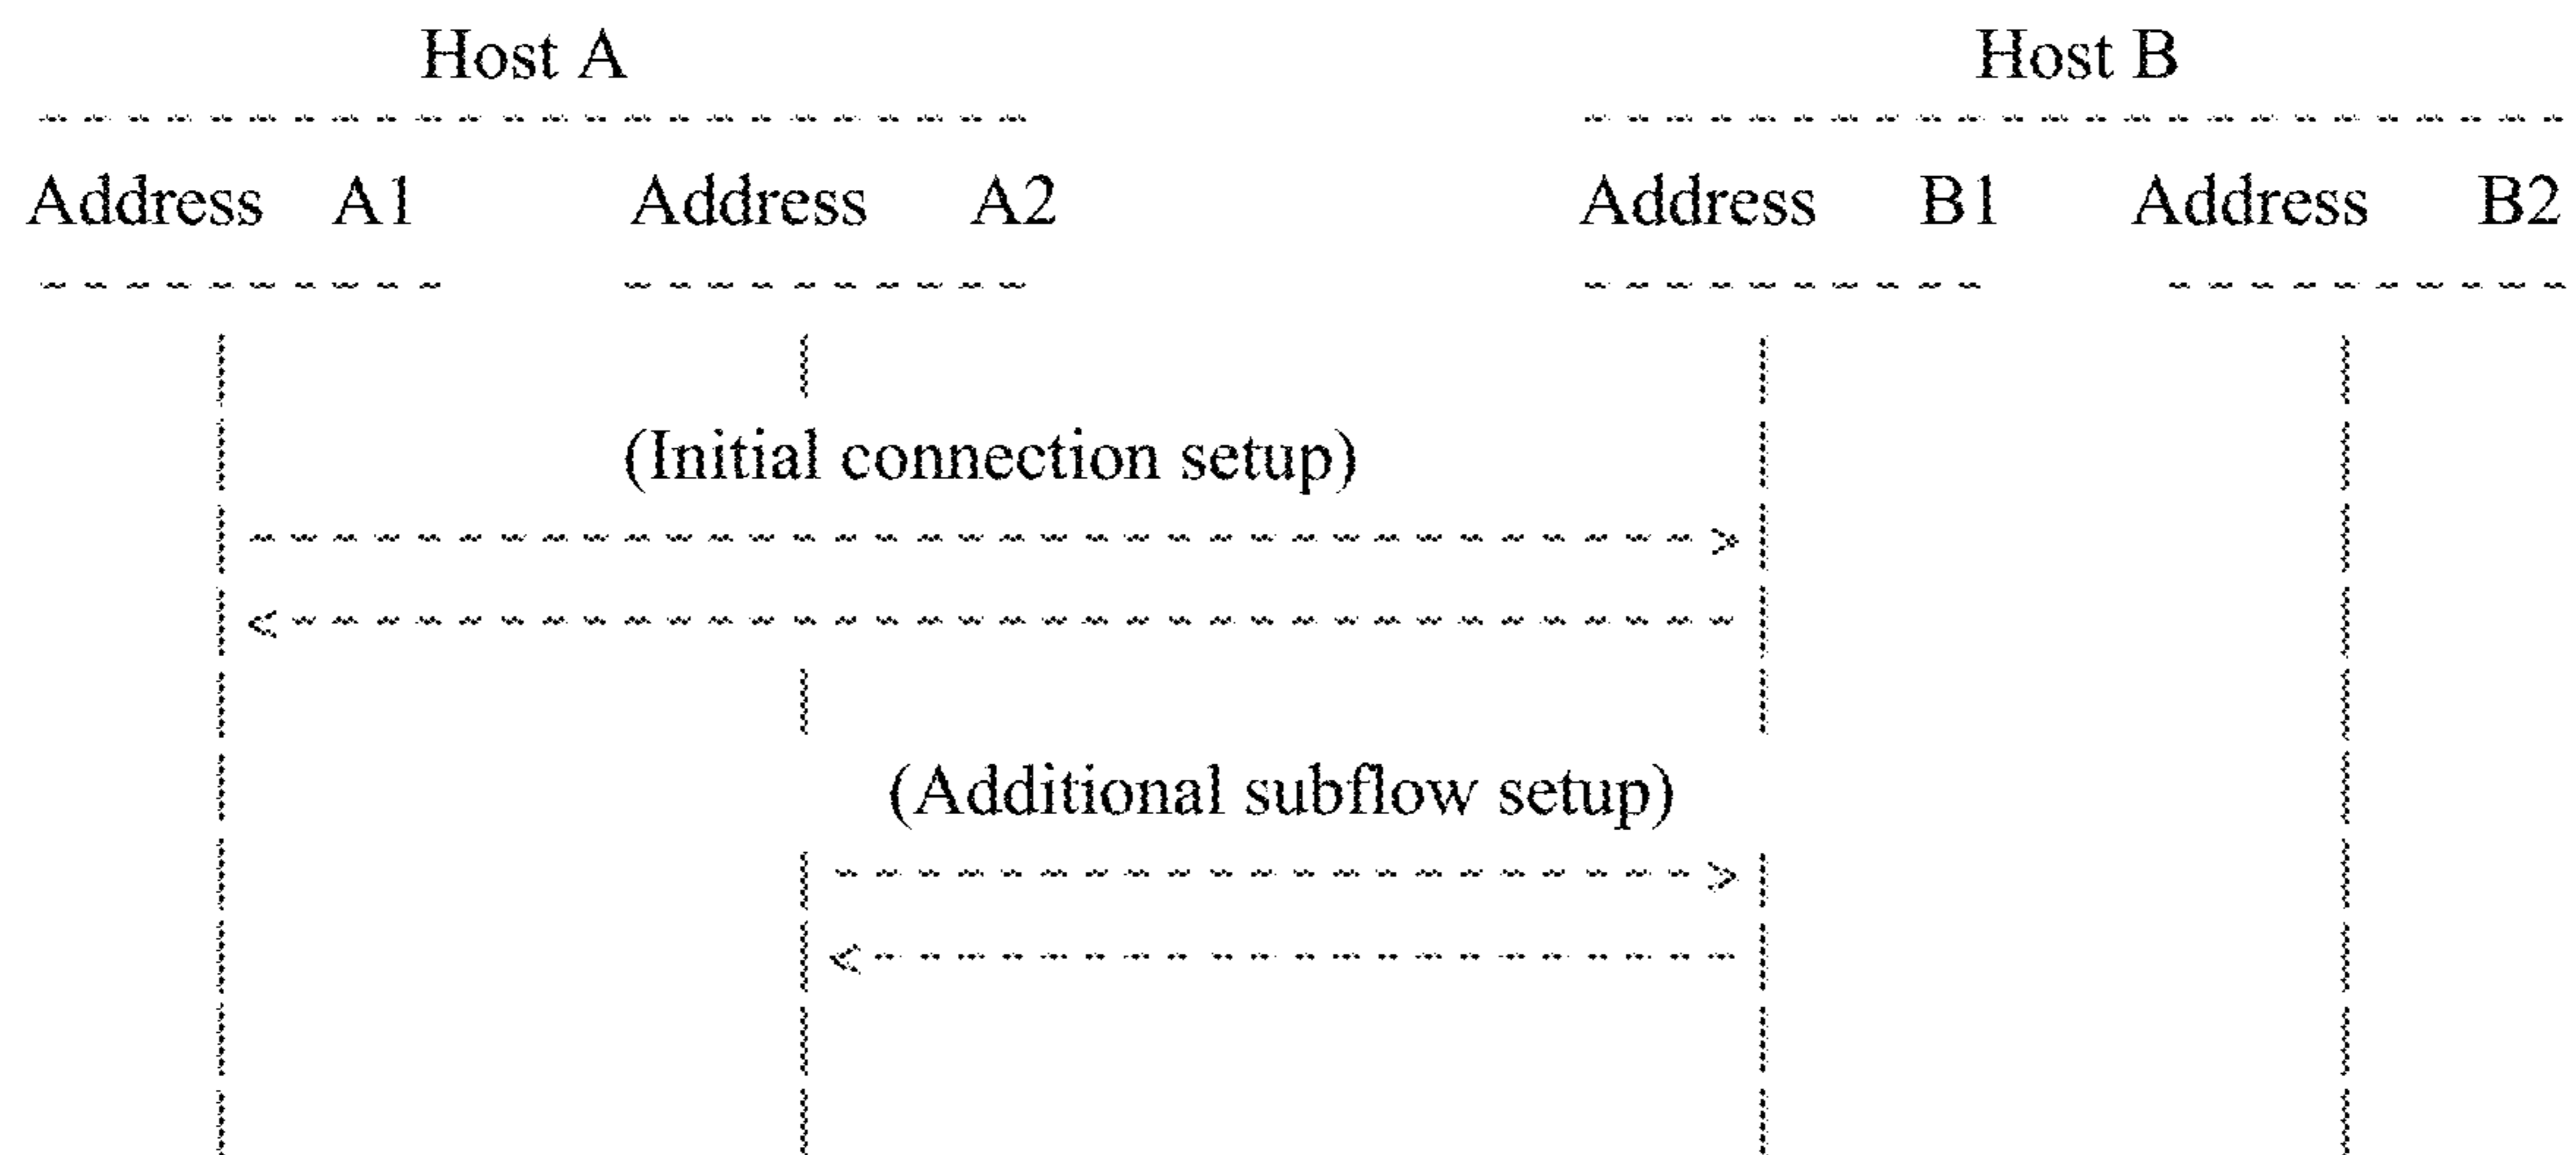 Host A Host B
Address A1 Address A2 Address B1 Address B2
(Initial connection setup)
(Additional subflow setup)